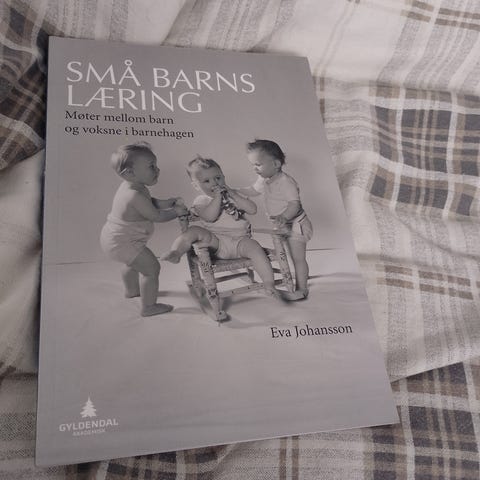 SMÅ BARNS
LÆRING
Møter mellom barn
og voksne i barnehagen
Eva Johansson
GYLDENDAL
AKADEMISK